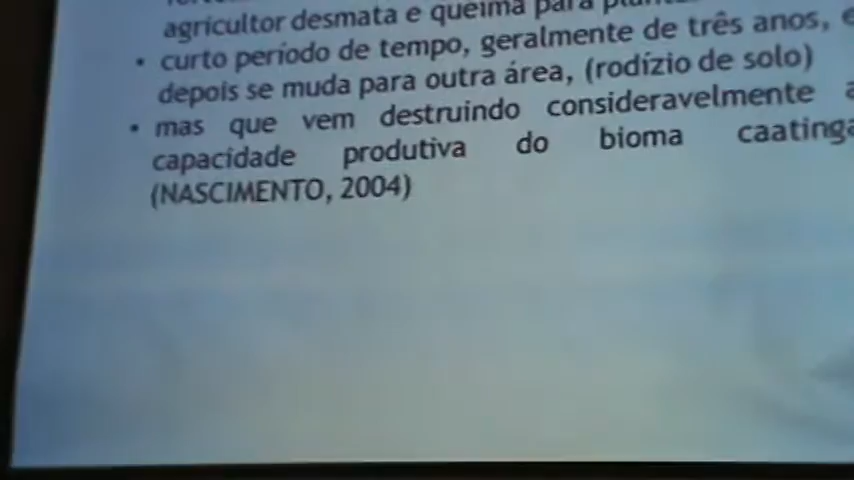 agricultor desmata e queima para
• curto período de tempo, geralmente de três anos, e
depois se muda para outra área, (rodízio de solo)
• mas que vem destruindo consideravelmente a
capacidade produtiva do bioma caatinga
(NASCIMENTO, 2004)